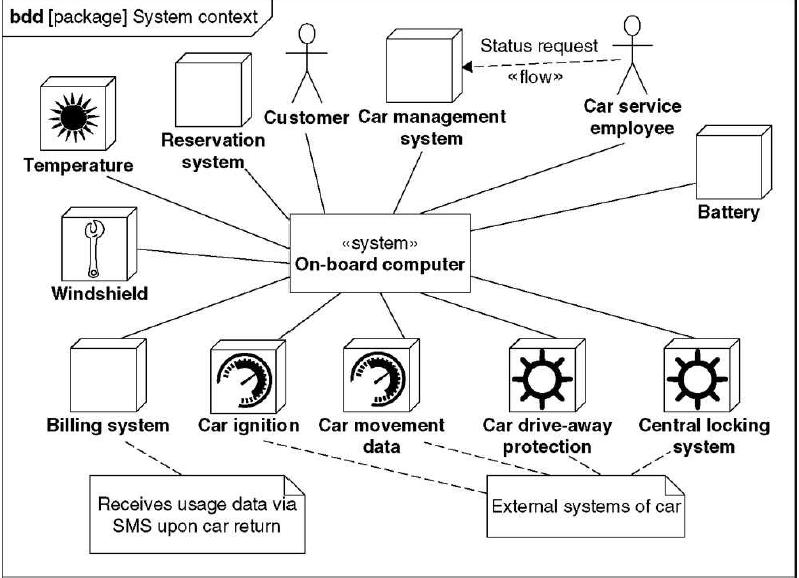 bdd [package] System context
Status request
«flow»
Customer
Car management
system
Car service
employee
Reservation
system
Temperature
Battery
«system»
On-board computer
Windshield
Billing system
Car ignition
Car movement
data
Car drive-away
protection
Central locking
system
Receives usage data via
SMS upon car return
External systems of car